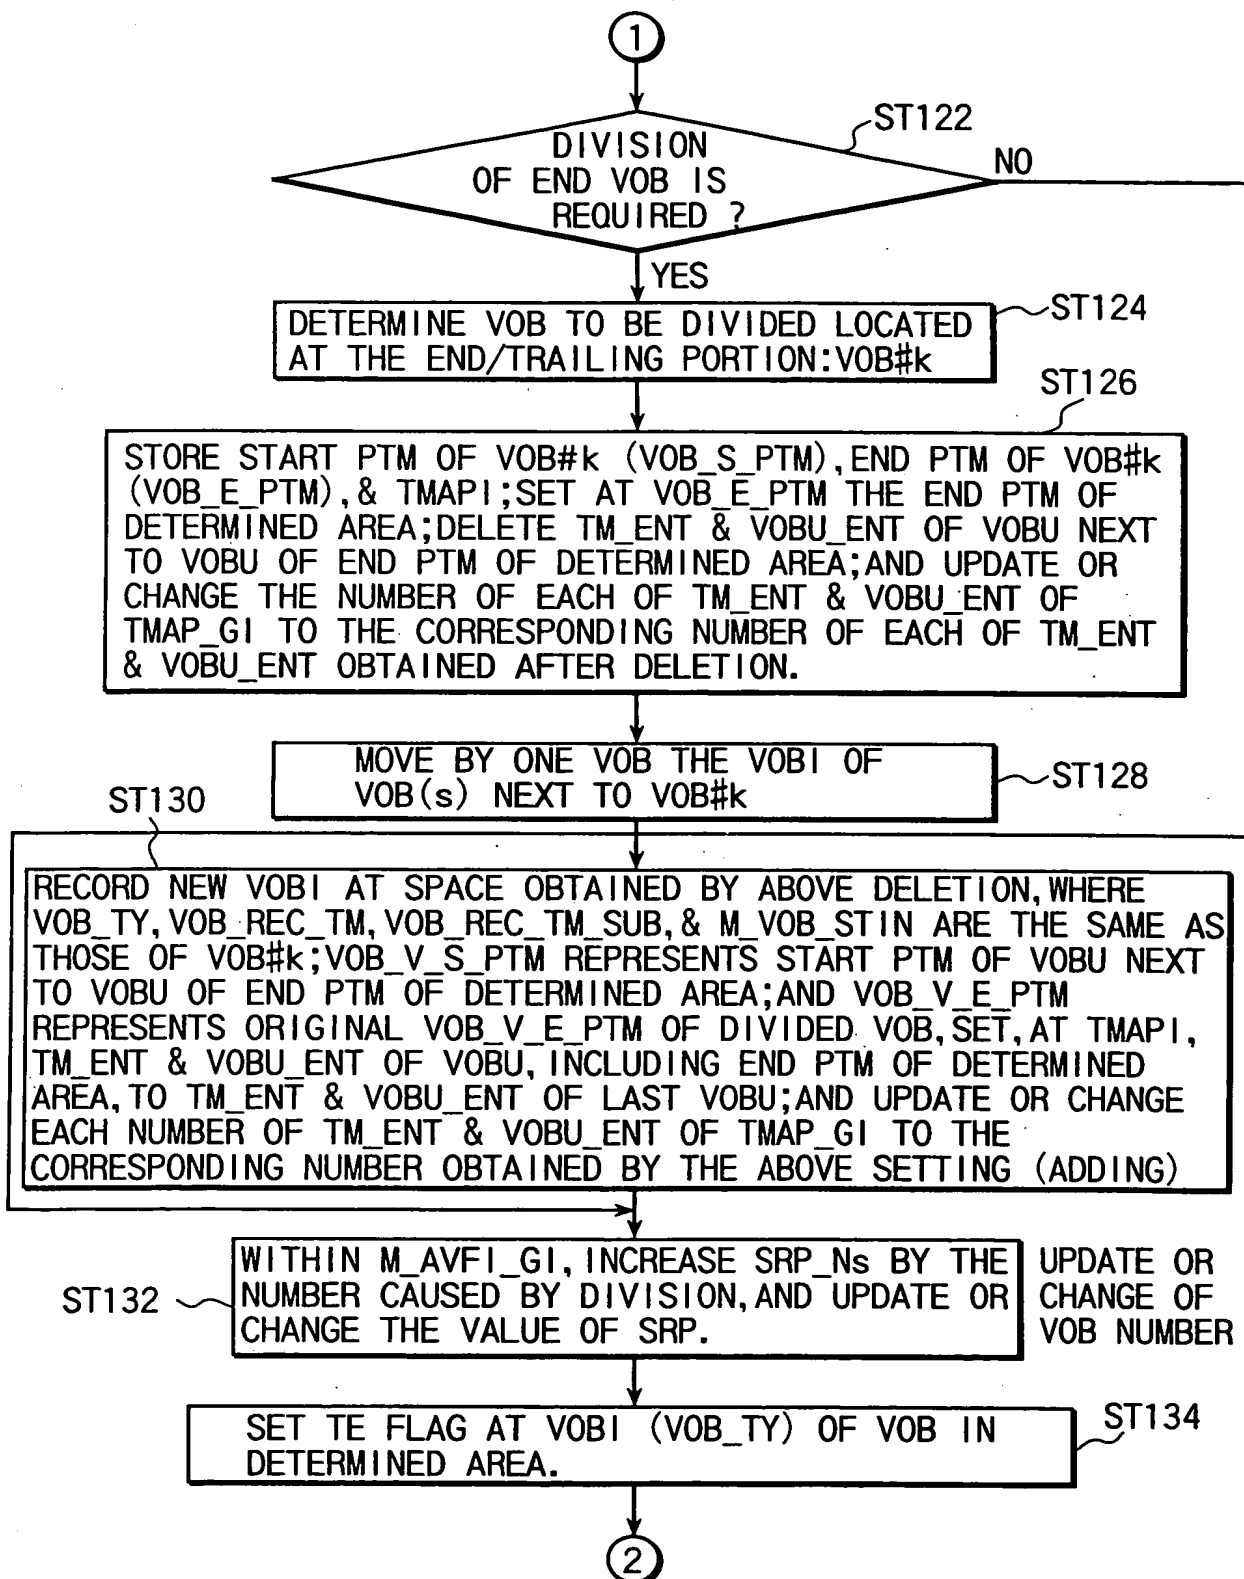 1
ST122
DIVISION
OF END VOB IS
REQUIRED ?
NO
YES
ST124
DETERMINE VOB TO BE DIVIDED LOCATED
AT THE END/TRAILING PORTION:VOB#k
ST126
STORE START PTM OF VOB#k (VOB_S_PTM),END PTM OF VOB#k
(VOB_E_PTM),& TMAPI;SET AT VOB_E_PTM THE END PTM OF
DETERMINED AREA;DELETE TM_ENT & VOBU_ENT OF VOBU NEXT
TO VOBU OF END PTM OF DETERMINED AREA;AND UPDATE OR
CHANGE THE NUMBER OF EACH OF TM_ENT & VOBU_ENT OF
TMAP_GI TO THE CORRESPONDING NUMBER OF EACH OF TM_ENT
& VOBU_ENT OBTAINED AFTER DELETION.
MOVE BY ONE VOB THE VOBI OF
VOB(s) NEXT TO VOB#k
ST128
ST130
RECORD NEW VOBI AT SPACE OBTAINED BY ABOVE DELETION,WHERE
VOB_TY,VOB_REC_TM,VOB_REC_TM_SUB,& M_VOB_STIN ARE THE SAME AS
THOSE OF VOB#k;VOB_V_S_PTM REPRESENTS START PTM OF VOBU NEXT
TO VOBU OF END PTM OF DETERMINED AREA;AND VOB_V_E_PTM
REPRESENTS ORIGINAL VOB_V_E_PTM OF DIVIDED VOB,SET,AT TMAPI,
TM_ENT & VOBU_ENT OF VOBU,INCLUDING END PTM OF DETERMINED
AREA,TO TM_ENT & VOBU_ENT OF LAST VOBU;AND UPDATE OR CHANGE
EACH NUMBER OF TM_ENT & VOBU_ENT OF TMAP_GI TO THE
CORRESPONDING NUMBER OBTAINED BY THE ABOVE SETTING (ADDING)
ST132
WITHIN M_AVFI_GI,INCREASE SRP_Ns BY THE
NUMBER CAUSED BY DIVISION,AND UPDATE OR
CHANGE THE VALUE OF SRP.
UPDATE OR
CHANGE OF
VOB NUMBER
SET TE FLAG AT VOBI (VOB_TY) OF VOB IN
DETERMINED AREA.
ST134
2